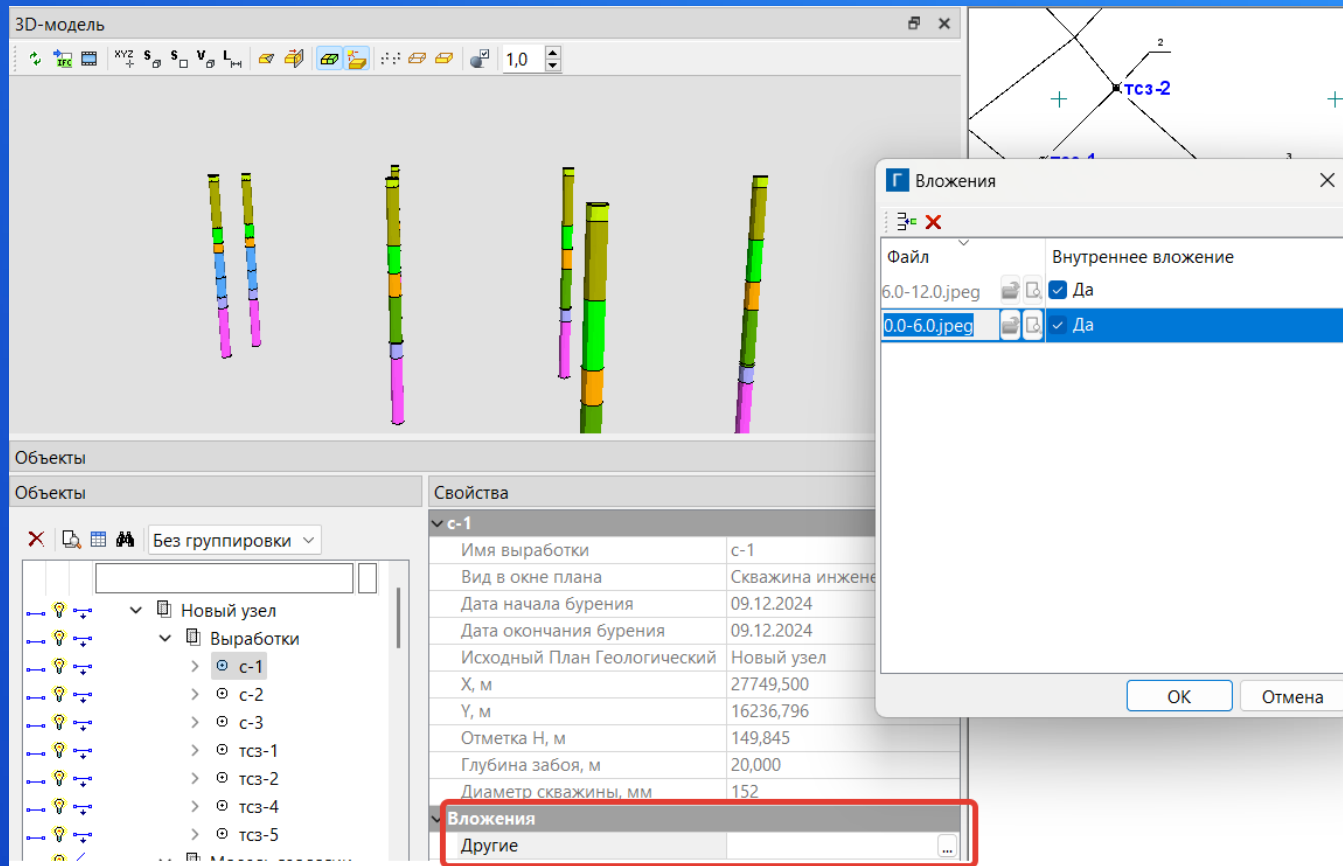 3D-модель
IFC XYZ S S V L 1,0
2
тсз-2
Г Вложения
Файл Внутреннее вложение
6.0-12.0.jpeg Да
0.0-6.0.jpeg Да
ОК Отмена
Объекты
Объекты
Без группировки
Новый узел
Выработки
с-1
с-2
с-3
тсз-1
тсз-2
тсз-4
тсз-5
Свойства
с-1
Имя выработки с-1
Вид в окне плана Скважина инжене
Дата начала бурения 09.12.2024
Дата окончания бурения 09.12.2024
Исходный План Геологический Новый узел
X, м 27749,500
Y, м 16236,796
Отметка H, м 149,845
Глубина забоя, м 20,000
Диаметр скважины, мм 152
Вложения
Другие ...